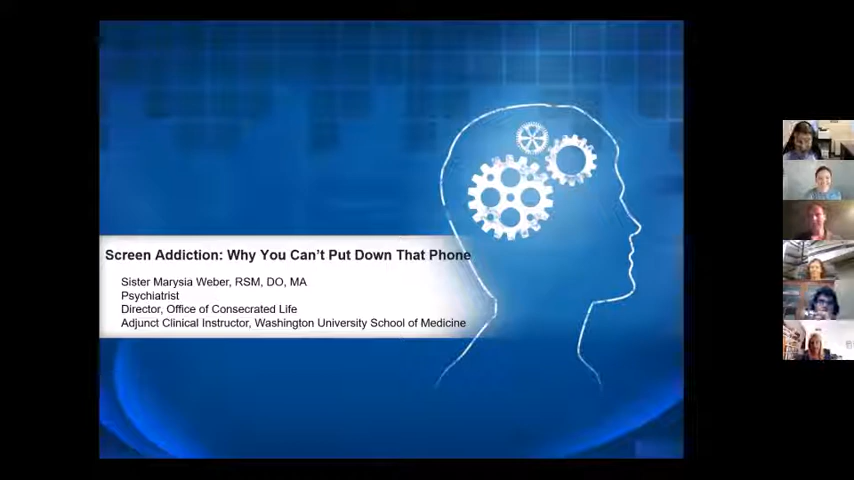 Screen Addiction: Why You Can’t Put Down That Phone
Sister Marysia Weber, RSM, DO, MA
Psychiatrist
Director, Office of Consecrated Life
Adjunct Clinical Instructor, Washington University School of Medicine